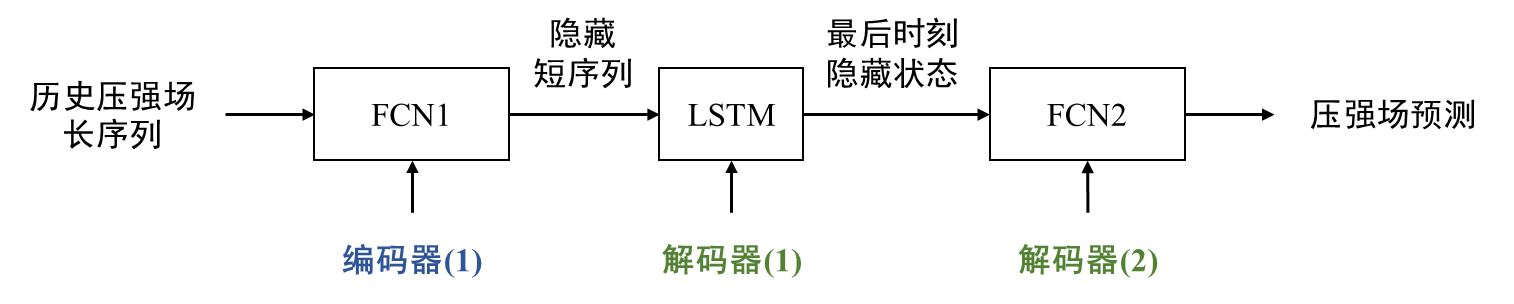 历史压强场
长序列
FCN1
隐藏
短序列
LSTM
最后时刻
隐藏状态
FCN2
压强场预测
编码器(1)
解码器(1)
解码器(2)